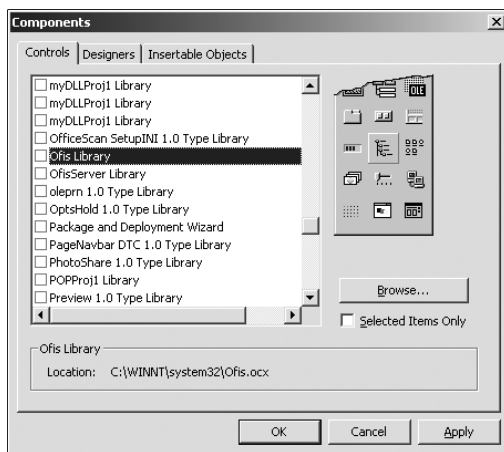 Components
Controls
Designers
Insertable Objects
myDLLProj1 Library
myDLLProj1 Library
myDLLProj1 Library
OfficeScan SetupINI 1.0 Type Library
Ofis Library
OfisServer Library
oleprn 1.0 Type Library
OptsHold 1.0 Type Library
Package and Deployment Wizard
PageNavbar DTC 1.0 Type Library
PhotoShare 1.0 Type Library
POPProj1 Library
Preview 1.0 Type Library
OLE
Browse...
Selected Items Only
Ofis Library
Location: C:\WINNT\system32\Ofis.ocx
OK
Cancel
Apply